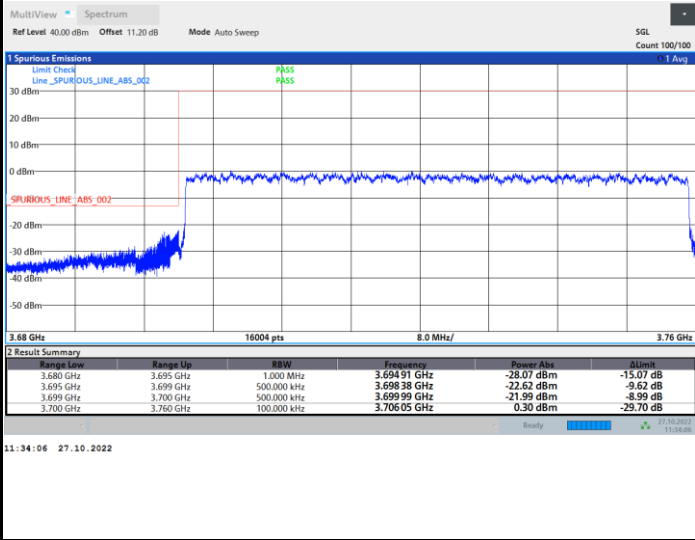 MultiView Spectrum
Ref Level 40.00 dBm Offset 11.20 dB Mode Auto Sweep SGL
Count 100/100
1 Spurious Emissions 1 Avg
Limit Check PASS
Line _SPURIOUS_LINE_ABS_002 PASS
30 dBm
20 dBm
10 dBm
0 dBm
_SPURIOUS_LINE_ABS_002
-20 dBm
-30 dBm
-40 dBm
-50 dBm
3.68 GHz 16004 pts 8.0 MHz/ 3.76 GHz
2 Result Summary
Range Low Range Up RBW Frequency Power Abs ΔLimit
3.680 GHz 3.695 GHz 1.000 MHz 3.694 91 GHz -28.07 dBm -15.07 dB
3.695 GHz 3.699 GHz 500.000 kHz 3.698 38 GHz -22.62 dBm -9.62 dB
3.699 GHz 3.700 GHz 500.000 kHz 3.699 99 GHz -21.99 dBm -8.99 dB
3.700 GHz 3.760 GHz 100.000 kHz 3.706 05 GHz 0.30 dBm -29.70 dB
Ready 27.10.2022
11:34:06
11:34:06 27.10.2022